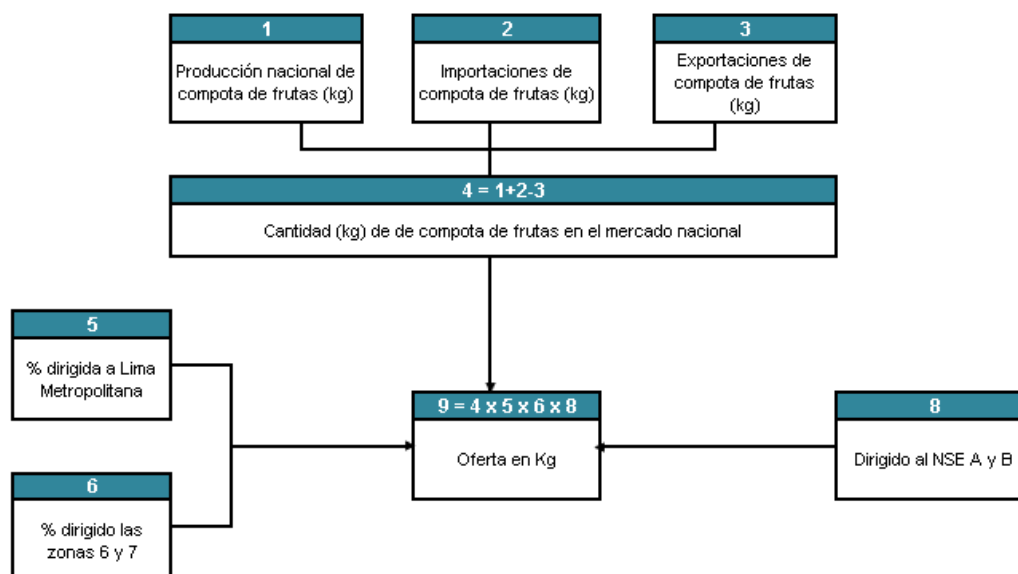 1
Producción nacional de
compota de frutas (kg)
2
Importaciones de
compota de frutas (kg)
3
Exportaciones de
compota de frutas
(kg)
4 = 1+2-3
Cantidad (kg) de de compota de frutas en el mercado nacional
5
% dirigida a Lima
Metropolitana
9 = 4 x 5 x 6 x 8
Oferta en Kg
8
Dirigido al NSE A y B
6
% dirigido las
zonas 6 y 7